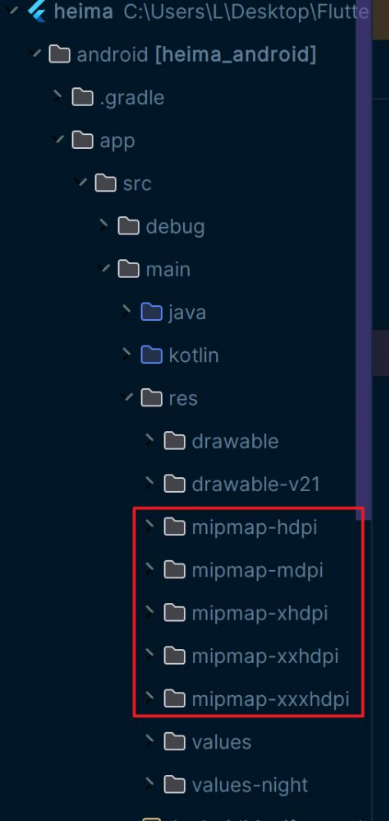 heima C:\Users\L\Desktop\Flutte
android [heima_android]
.gradle
app
src
debug
main
java
kotlin
res
drawable
drawable-v21
mipmap-hdpi
mipmap-mdpi
mipmap-xhdpi
mipmap-xxhdpi
mipmap-xxxhdpi
values
values-night